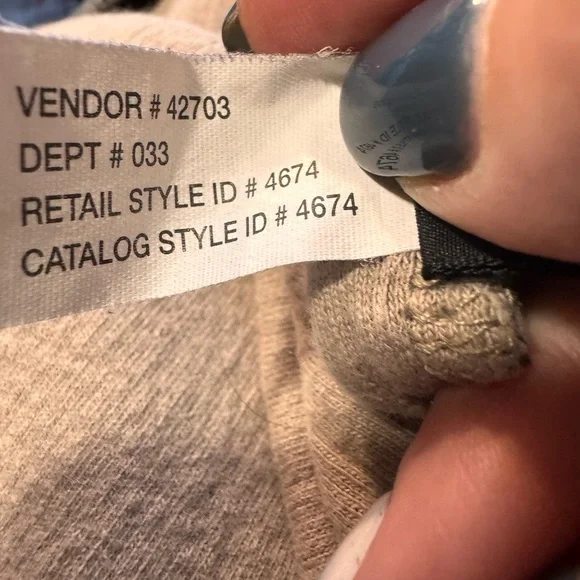 VENDOR # 42703
DEPT # 033
RETAIL STYLE ID # 4674
CATALOG STYLE ID # 4674